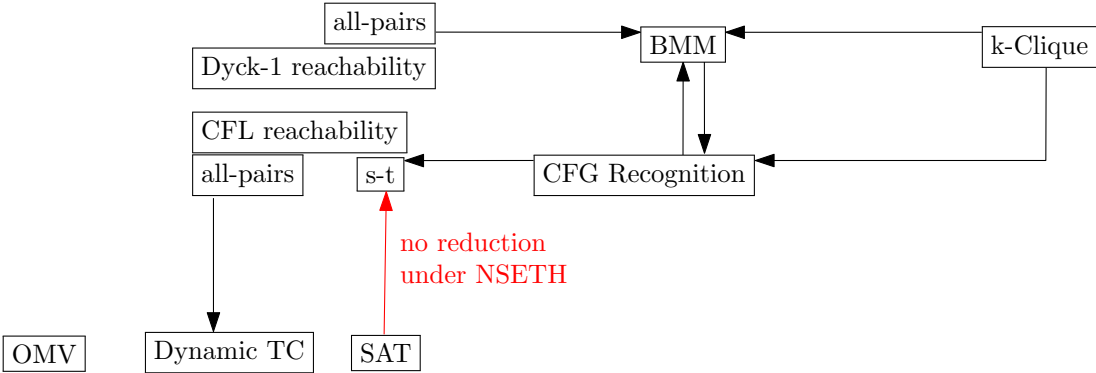 all-pairs
BMM
k-Clique
Dyck-1 reachability
CFL reachability
all-pairs
s-t
CFG Recognition
no reduction
under NSETH
OMV
Dynamic TC
SAT